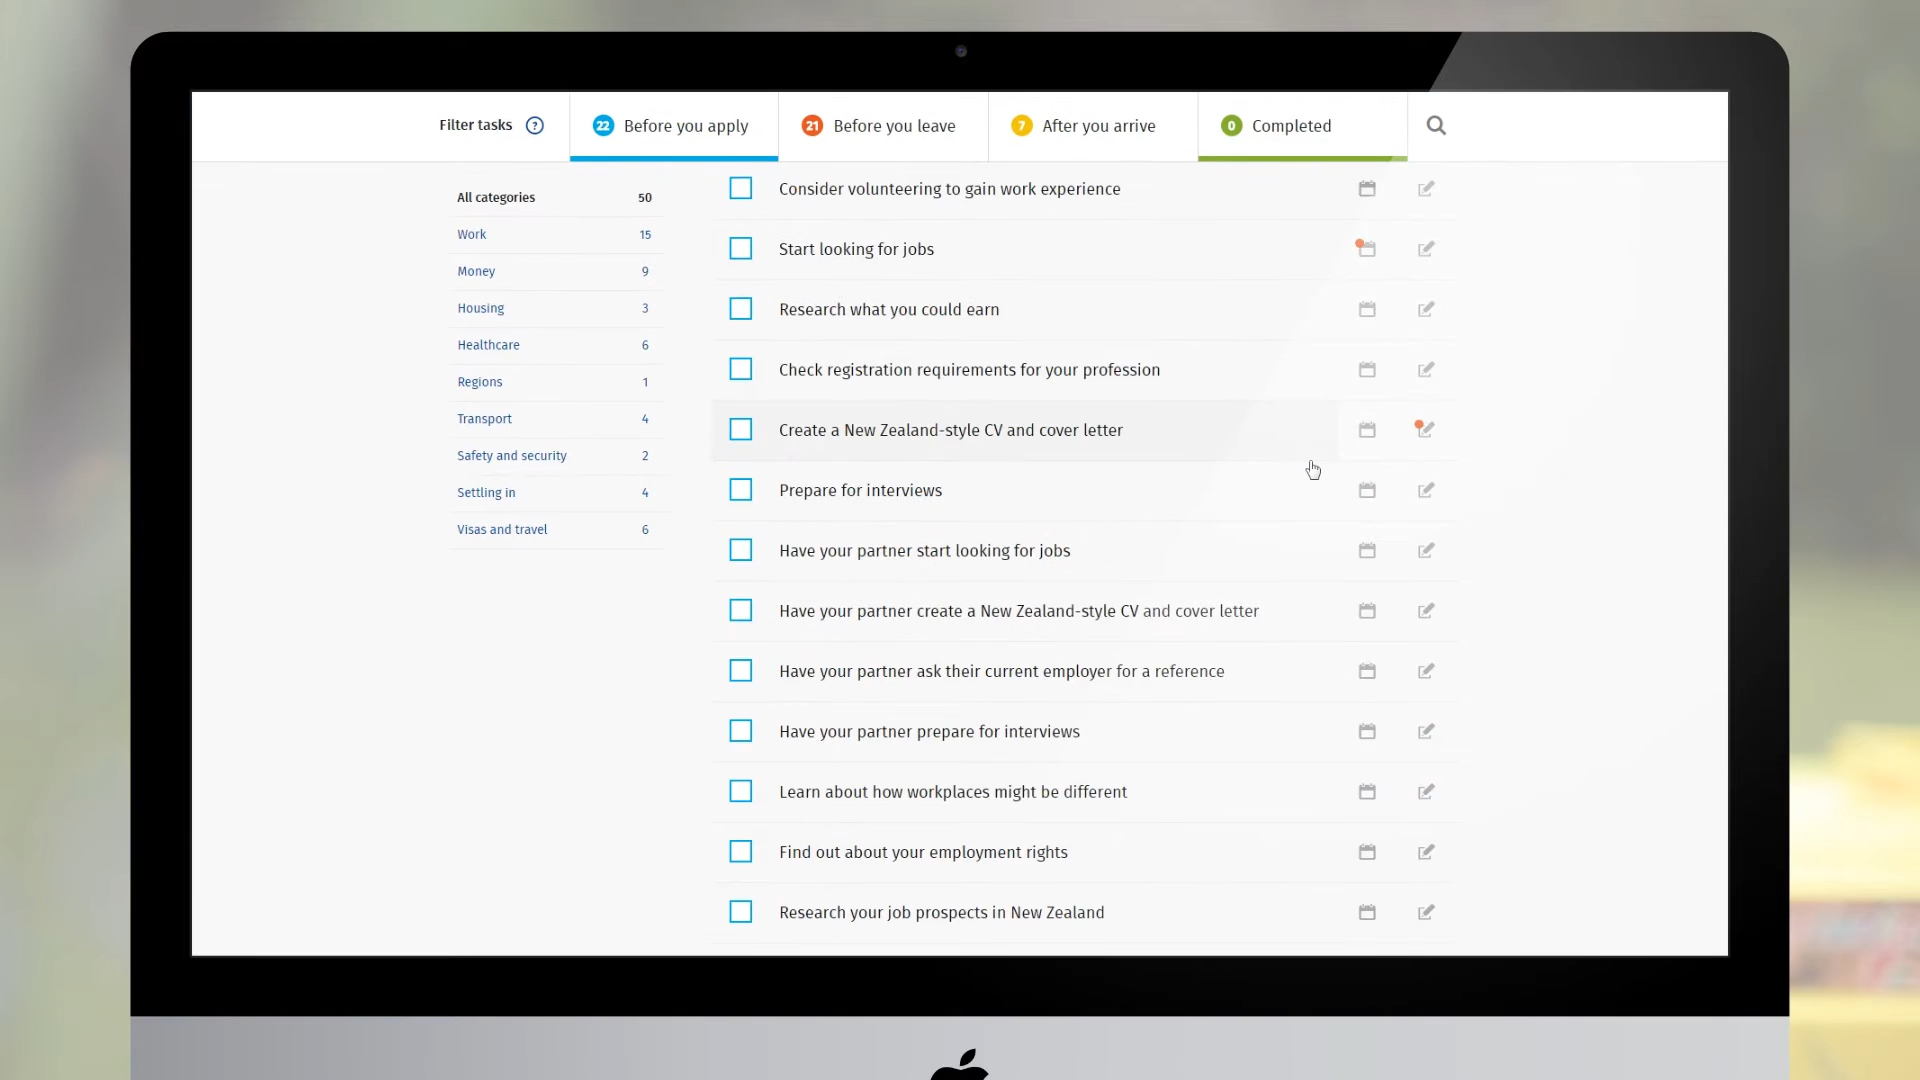 Filter tasks ?
22 Before you apply
21 Before you leave
7 After you arrive
0 Completed
All categories 50
Work 15
Money 9
Housing 3
Healthcare 6
Regions 1
Transport 4
Safety and security 2
Settling in 4
Visas and travel 6
Consider volunteering to gain work experience
Start looking for jobs
Research what you could earn
Check registration requirements for your profession
Create a New Zealand-style CV and cover letter
Prepare for interviews
Have your partner start looking for jobs
Have your partner create a New Zealand-style CV and cover letter
Have your partner ask their current employer for a reference
Have your partner prepare for interviews
Learn about how workplaces might be different
Find out about your employment rights
Research your job prospects in New Zealand